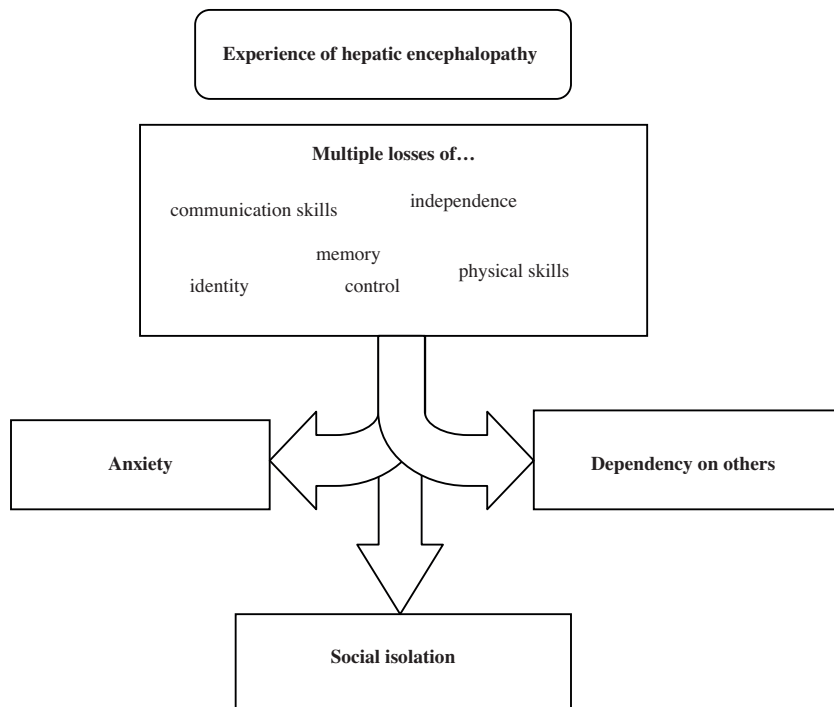 Experience of hepatic encephalopathy
Multiple losses of…
communication skills
independence
memory
identity
control
physical skills
Anxiety
Dependency on others
Social isolation